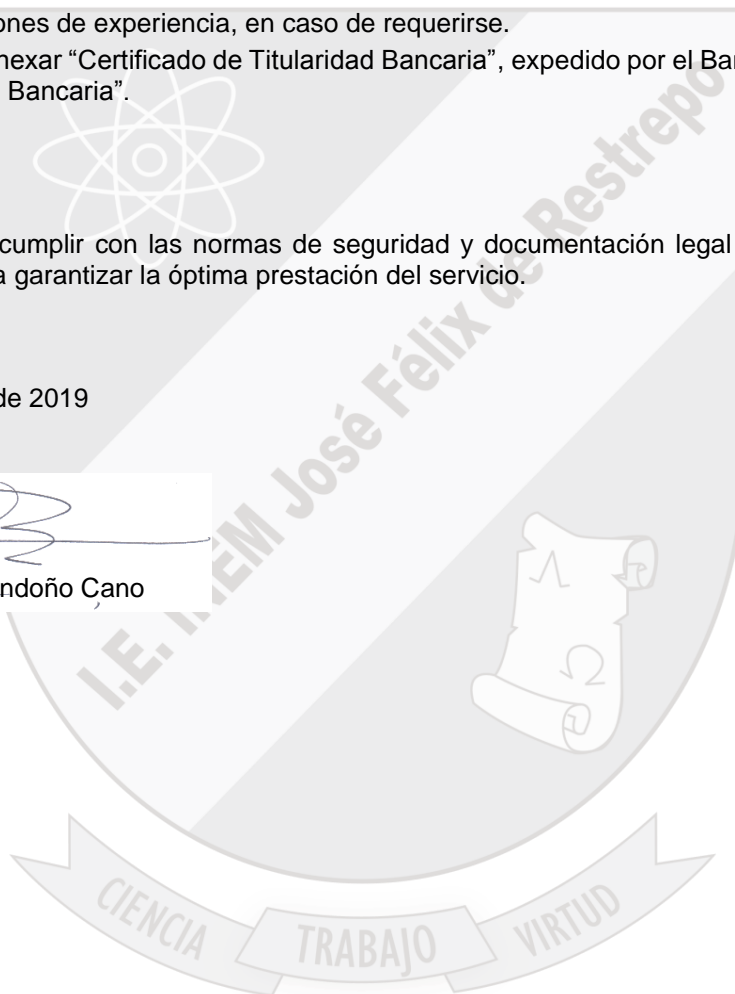 ones de experiencia, en caso de requerirse.
nexar “Certificado de Titularidad Bancaria”, expedido por el Ba
Bancaria”.
cumplir con las normas de seguridad y documentación legal
a garantizar la óptima prestación del servicio.
de 2019
ndoño Cano
I.E. INEM José Félix de Restrepo
CIENCIA TRABAJO VIRTUD